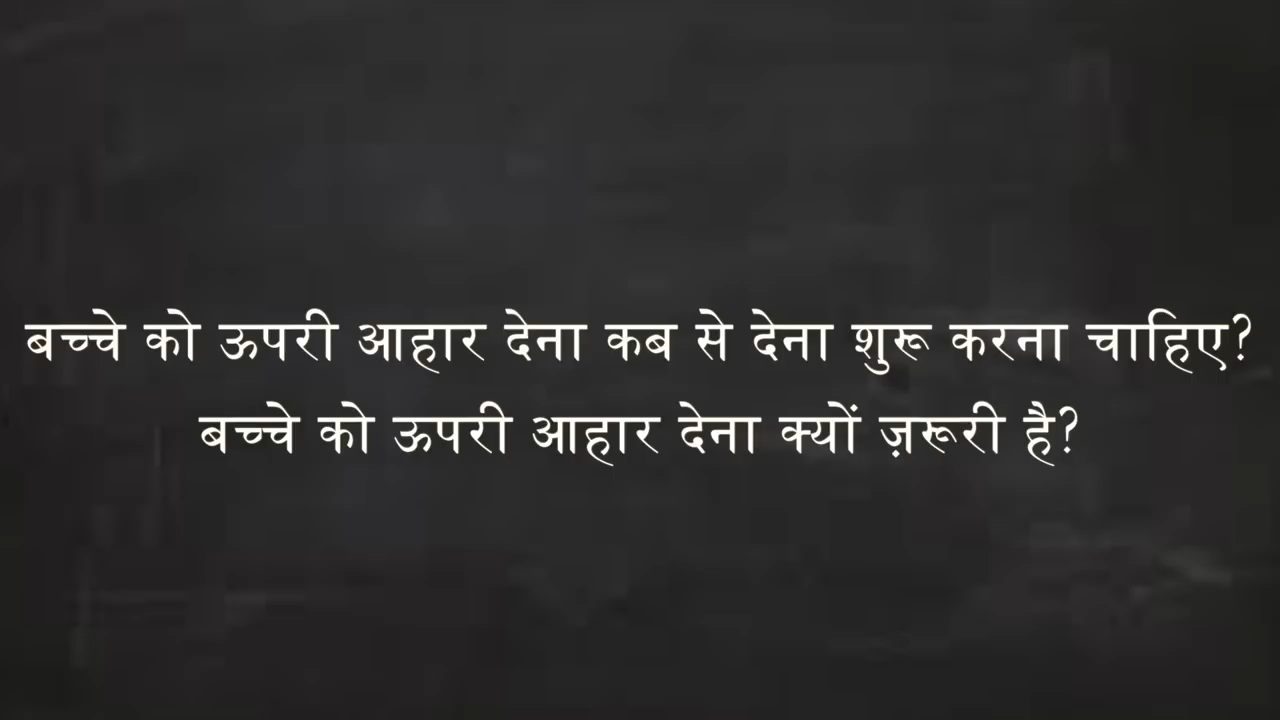 बच्चे को ऊपरी आहार देना कब से देना शुरू करना चाहिए?
बच्चे को ऊपरी आहार देना क्यों ज़रूरी है?